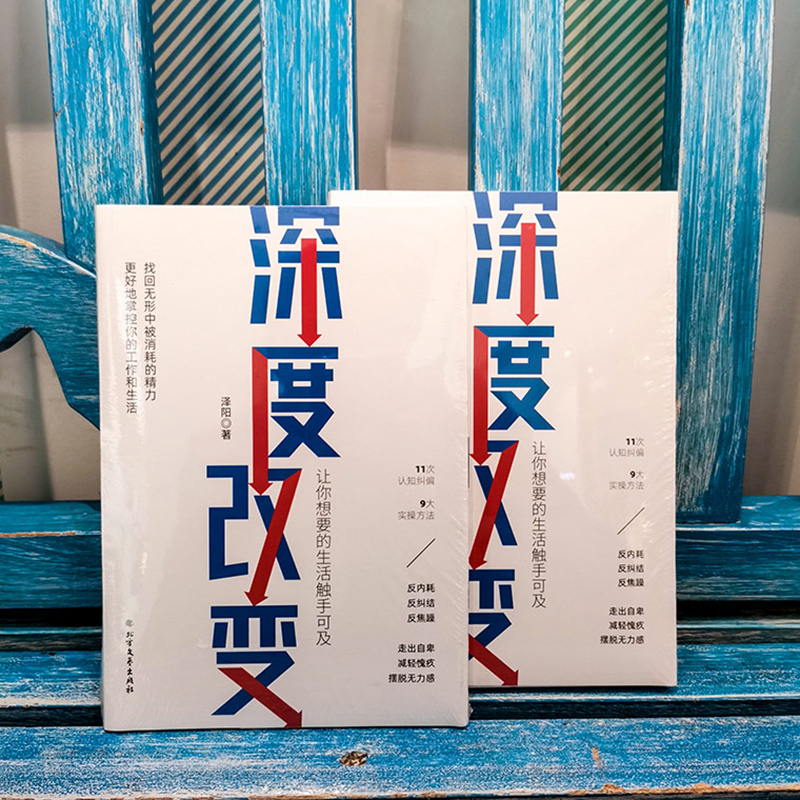 深度改变
让你想要的生活触手可及
找回无形中被消耗的精力
更好地掌控你的工作和生活
泽阳◎著
11次
认知纠偏
9大
实操方法
反内耗
反纠结
反焦躁
走出自卑
减轻愧疚
摆脱无力感
北方文艺出版社
深度改变
让你想要的生活触手可及
11次
认知纠偏
9大
实操方法
反内耗
反纠结
反焦躁
走出自卑
减轻愧疚
摆脱无力感